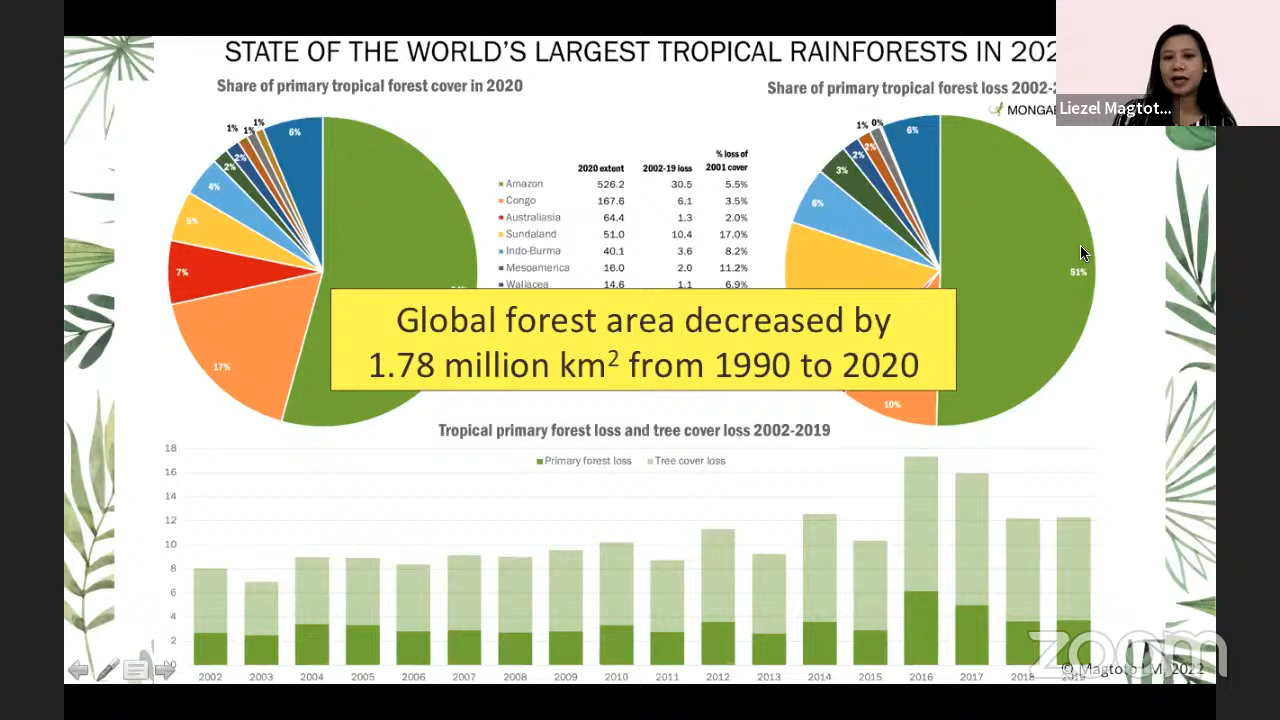 STATE OF THE WORLD'S LARGEST TROPICAL RAINFORESTS IN 202
Share of primary tropical forest cover in 2020
Share of primary tropical forest loss 2002-2
MONGA
Liezel Magtot...
1% 1% 1% 6%
2%
2%
4%
5%
7%
17%
2020 extent 2002-19 loss % loss of 2001 cover
Amazon 526.2 30.5 5.5%
Congo 167.6 6.1 3.5%
Australiasia 64.4 1.3 2.0%
Sundaland 51.0 10.4 17.0%
Indo-Burma 40.1 3.6 8.2%
Mesoamerica 16.0 2.0 11.2%
Wallacea 14.6 1.1 6.9%
1% 0% 6%
2%
2%
3%
6%
51%
10%
Global forest area decreased by
1.78 million km² from 1990 to 2020
Tropical primary forest loss and tree cover loss 2002-2019
Primary forest loss Tree cover loss
18
16
14
12
10
8
6
4
2
0
2002 2003 2004 2005 2006 2007 2008 2009 2010 2011 2012 2013 2014 2015 2016 2017 2018 2019
zoom
© Magtoto LM, 2022